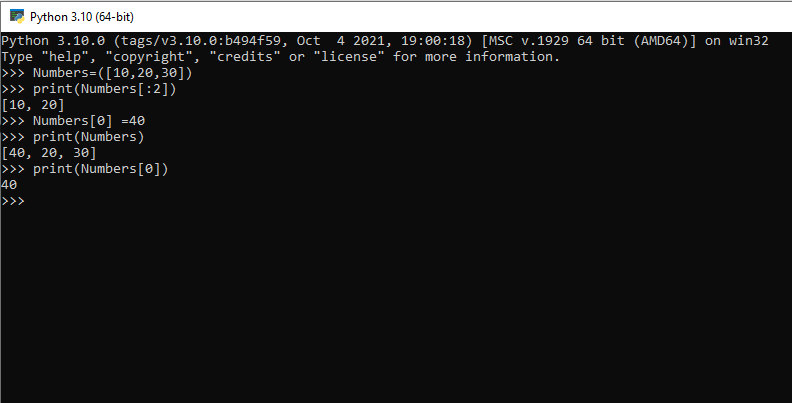 Python 3.10 (64-bit)
Python 3.10.0 (tags/v3.10.0:b494f59, Oct  4 2021, 19:00:18) [MSC v.1929 64 bit (AMD64)] on win32
Type "help", "copyright", "credits" or "license" for more information.
>>> Numbers=([10,20,30])
>>> print(Numbers[:2])
[10, 20]
>>> Numbers[0] =40
>>> print(Numbers)
[40, 20, 30]
>>> print(Numbers[0])
40
>>>